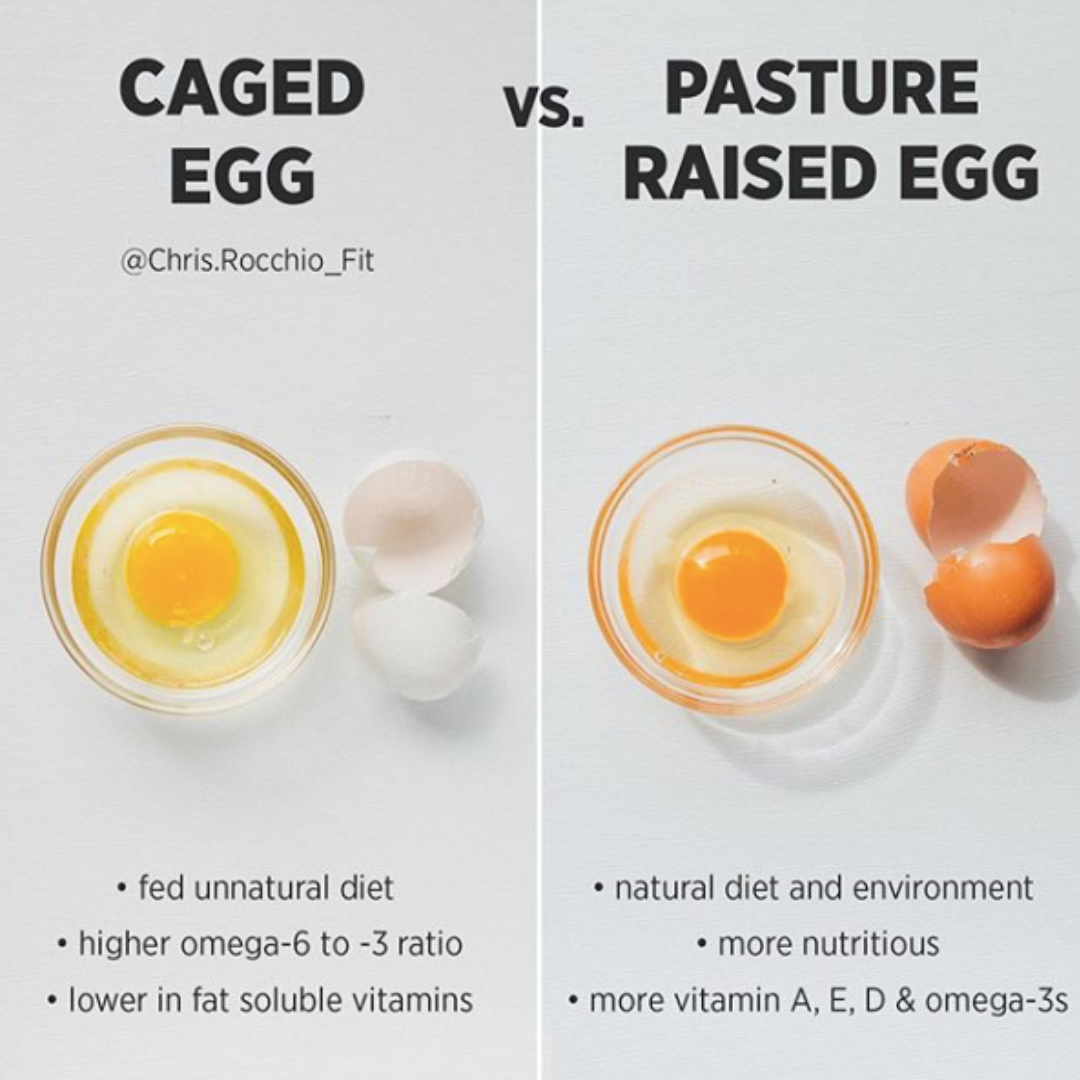 CAGED
EGG
@Chris.Rocchio_Fit
• fed unnatural diet
• higher omega-6 to -3 ratio
• lower in fat soluble vitamins
vs.
PASTURE
RAISED EGG
• natural diet and environment
• more nutritious
• more vitamin A, E, D & omega-3s